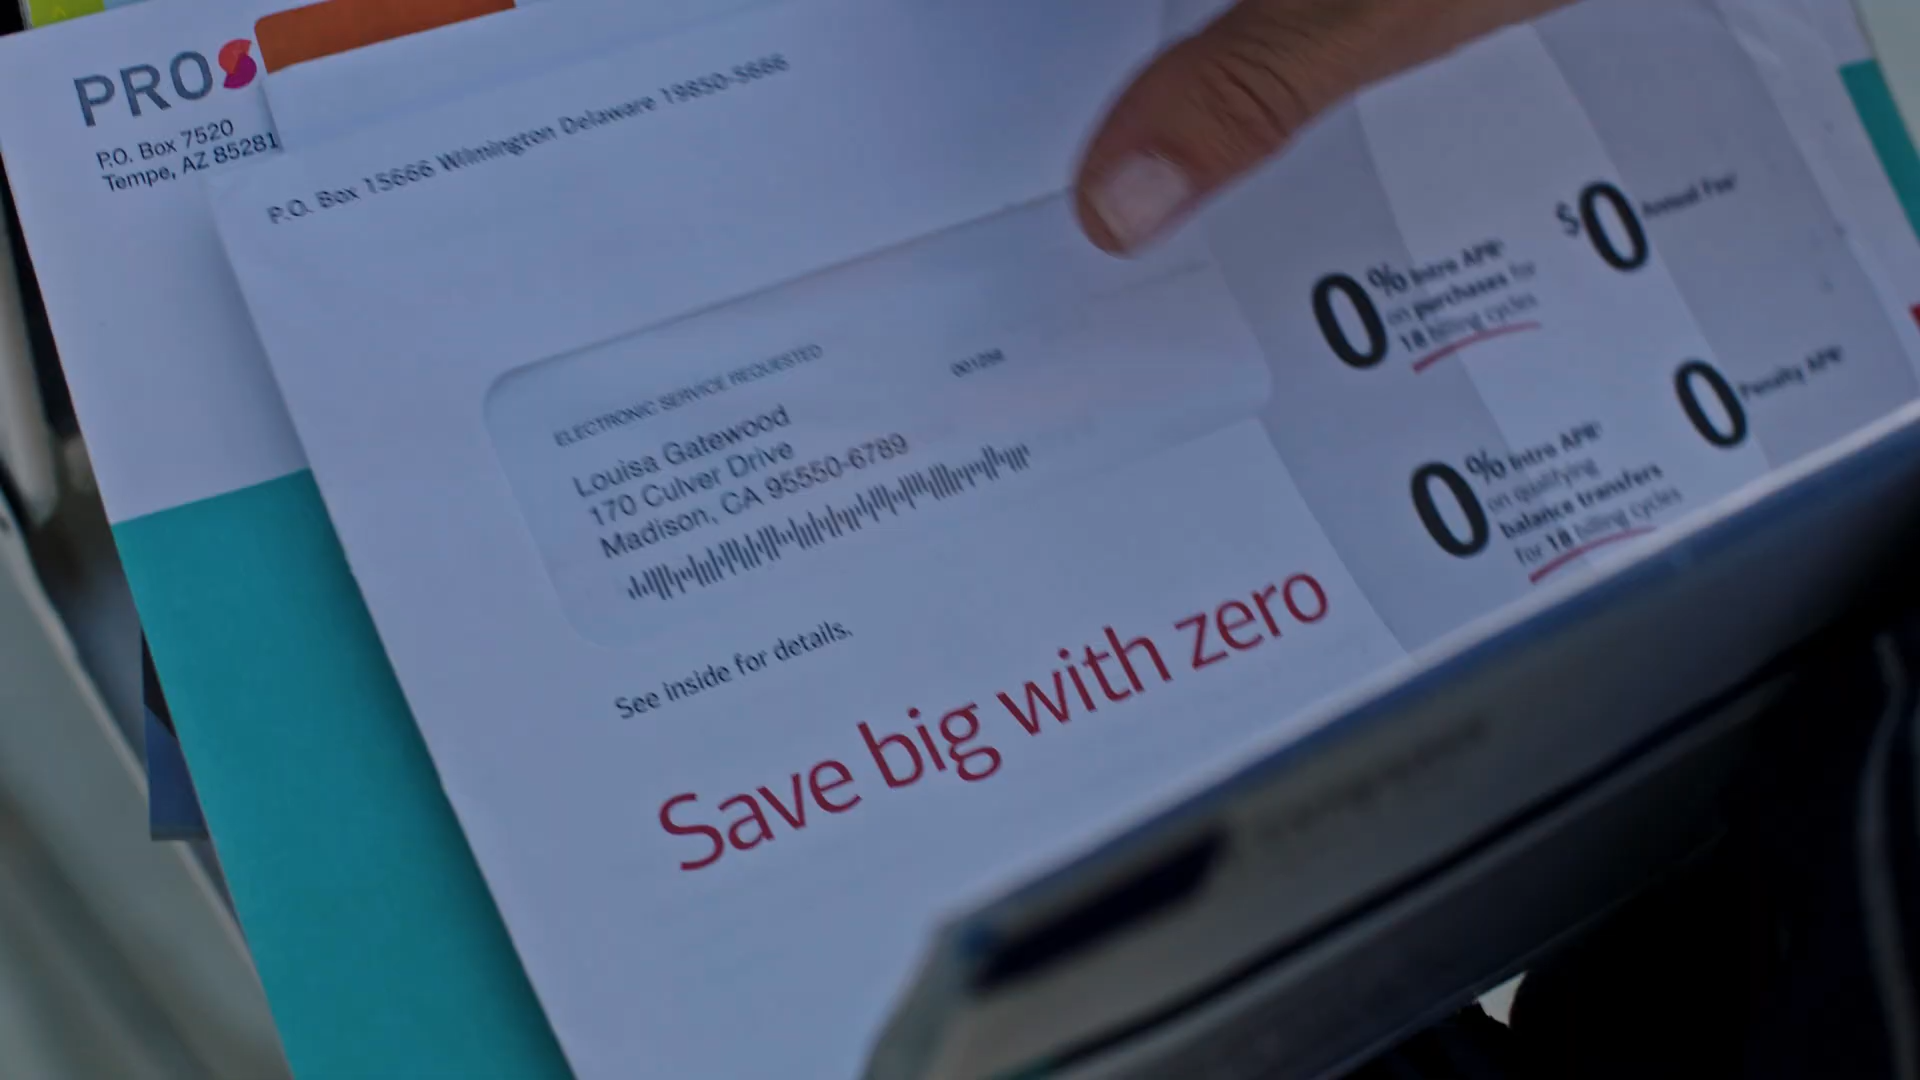 PROS
P.O. Box 7520
Tempe, AZ 85281
P.O. Box 15666 Wilmington Delaware 19850-5666
ELECTRONIC SERVICE REQUESTED
Louisa Gatewood
170 Culver Drive
Madison, CA 95550-6789
See inside for details.
Save big with zero
0% Intro APR
on purchases for
18 billing cycles
$0 Annual Fee
0% Intro APR
on qualifying
balance transfers
for 18 billing cycles
0 Penalty APR